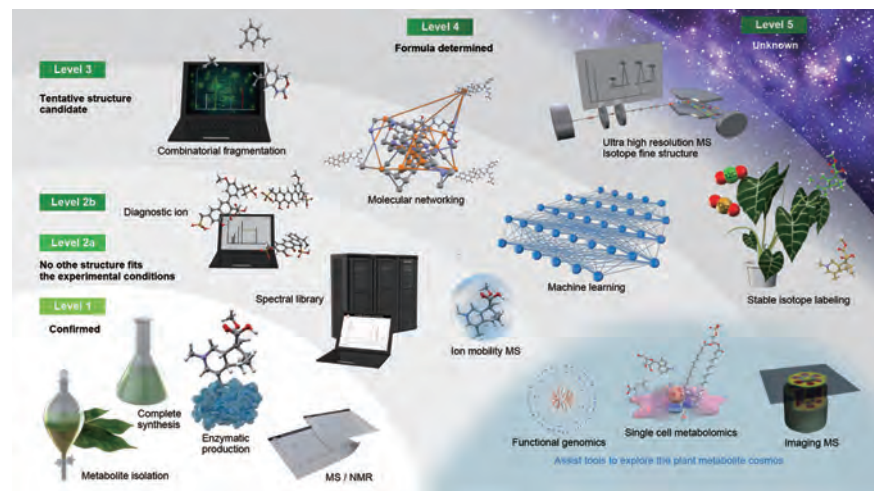 Level 4
Formula determined
Level 5
Unknown
Level 3
Tentative structure
candidate
Combinatorial fragmentation
Ultra high resolution MS
Isotope fine structure
Molecular networking
Level 2b
Diagnostic ion
Level 2a
No othe structure fits
the experimental conditions
Spectral library
Machine learning
Stable isotope labeling
Level 1
Confirmed
Ion mobility MS
Complete
synthesis
Enzymatic
production
Metabolite isolation
MS / NMR
Functional genomics
Single cell metabolomics
Imaging MS
Assist tools to explore the plant metabolite cosmos